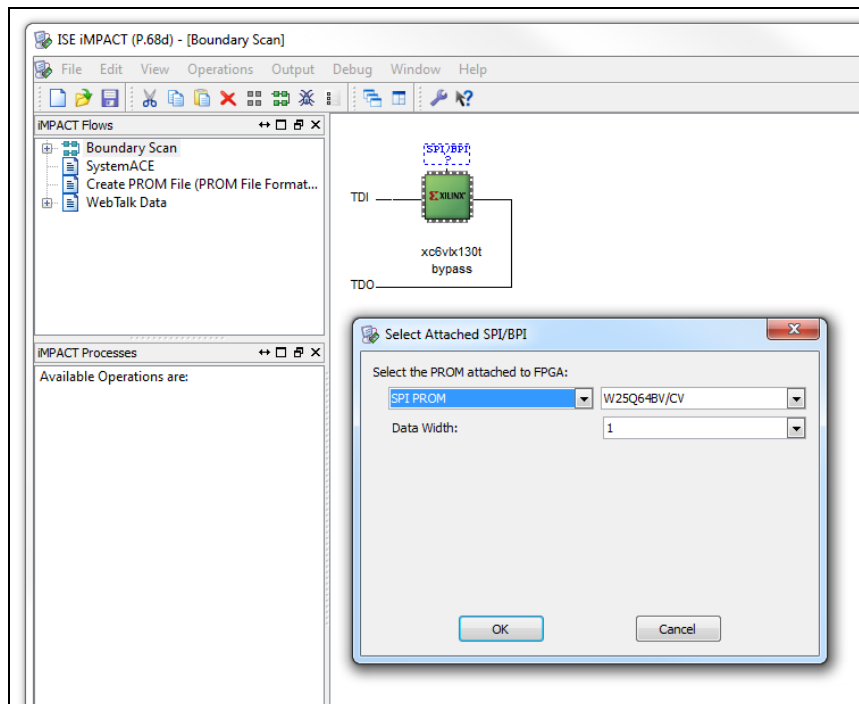 ISE iMPACT (P.68d) - [Boundary Scan]
File Edit View Operations Output Debug Window Help
iMPACT Flows
Boundary Scan
SystemACE
Create PROM File (PROM File Format...
WebTalk Data
SPI/BPI
?
TDI
XILINX
xc6vlx130t
bypass
TDO
iMPACT Processes
Available Operations are:
Select Attached SPI/BPI
Select the PROM attached to FPGA:
SPI PROM W25Q64BV/CV
Data Width: 1
OK Cancel